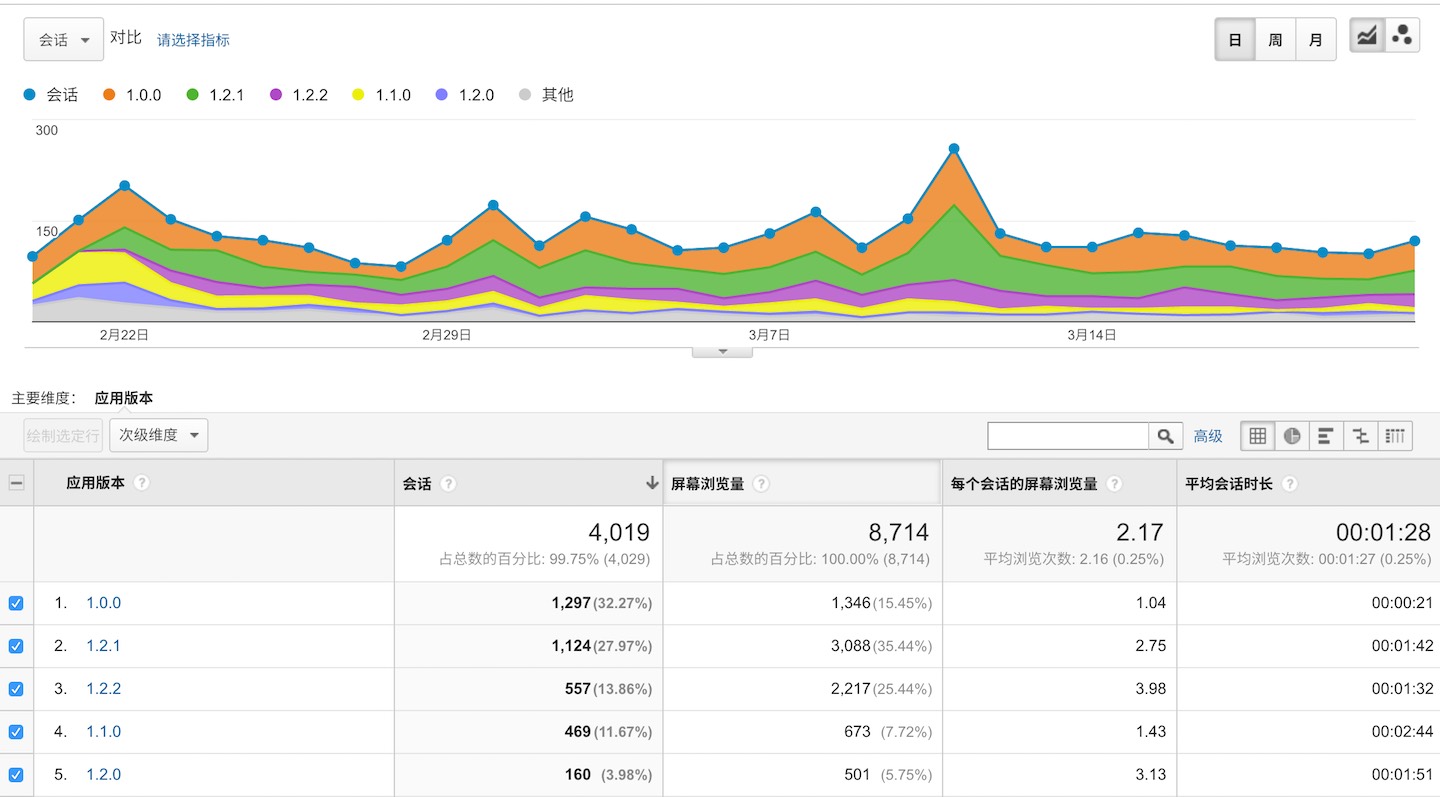 会话 对比 请选择指标 日 周 月
会话 1.0.0 1.2.1 1.2.2 1.1.0 1.2.0 其他
300
150
2月22日 2月29日 3月7日 3月14日
主要维度： 应用版本
绘制选定行 次级维度 高级
应用版本 ? 会话 ? 屏幕浏览量 ? 每个会话的屏幕浏览量 ? 平均会话时长 ?
4,019 8,714 2.17 00:01:28
占总数的百分比: 99.75% (4,029) 占总数的百分比: 100.00% (8,714) 平均浏览次数: 2.16 (0.25%) 平均浏览次数: 00:01:27 (0.25%)
1. 1.0.0 1,297(32.27%) 1,346(15.45%) 1.04 00:00:21
2. 1.2.1 1,124(27.97%) 3,088(35.44%) 2.75 00:01:42
3. 1.2.2 557(13.86%) 2,217(25.44%) 3.98 00:01:32
4. 1.1.0 469(11.67%) 673 (7.72%) 1.43 00:02:44
5. 1.2.0 160 (3.98%) 501 (5.75%) 3.13 00:01:51